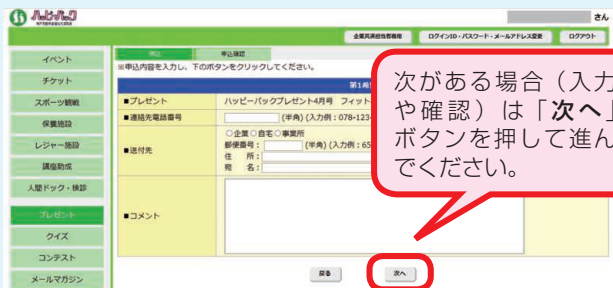 ハッピーパック
さん
企業共済担当者専用
ログインID・パスワード・メールアドレス変更
ログアウト
イベント
チケット
スポーツ観戦
保養施設
レジャー施設
講座助成
人間ドック・検診
プレゼント
クイズ
コンテスト
メールマガジン
申込
申込確認
※申込内容を入力し、下のボタンをクリックしてください。
第1希
■プレゼント
ハッピーパックプレゼント4月号 フィット
■連絡先電話番号
(半角) (入力例：078-123
■送付先
○企業○自宅○事業所
郵便番号： (半角) (入力例：65
住 所：
宛 名：
■コメント
戻る
次へ
次がある場合（入力
や確認）は「次へ」
ボタンを押して進ん
でください。